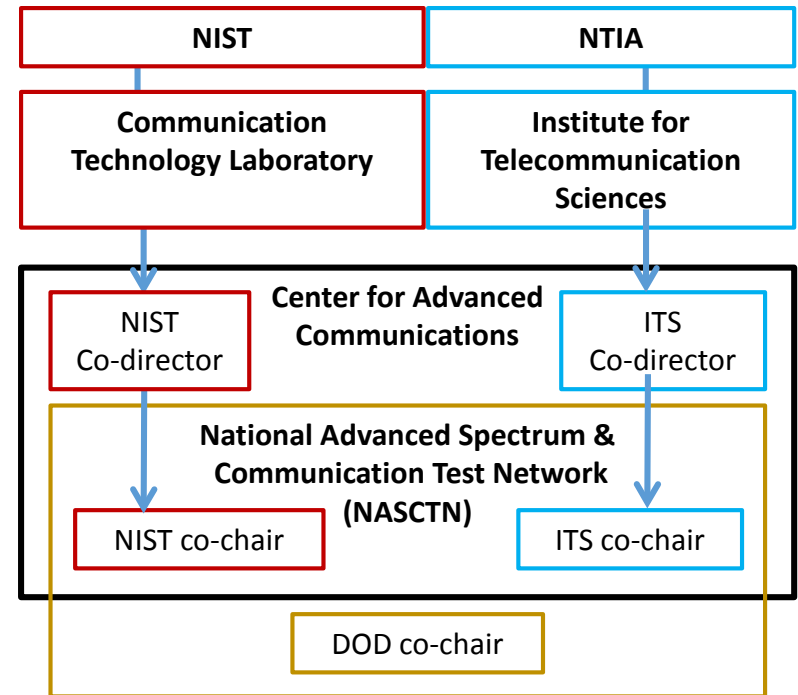 NIST
NTIA
Communication
Technology Laboratory
Institute for
Telecommunication
Sciences
Center for Advanced
Communications
NIST
Co-director
ITS
Co-director
National Advanced Spectrum &
Communication Test Network
(NASCTN)
NIST co-chair
ITS co-chair
DOD co-chair